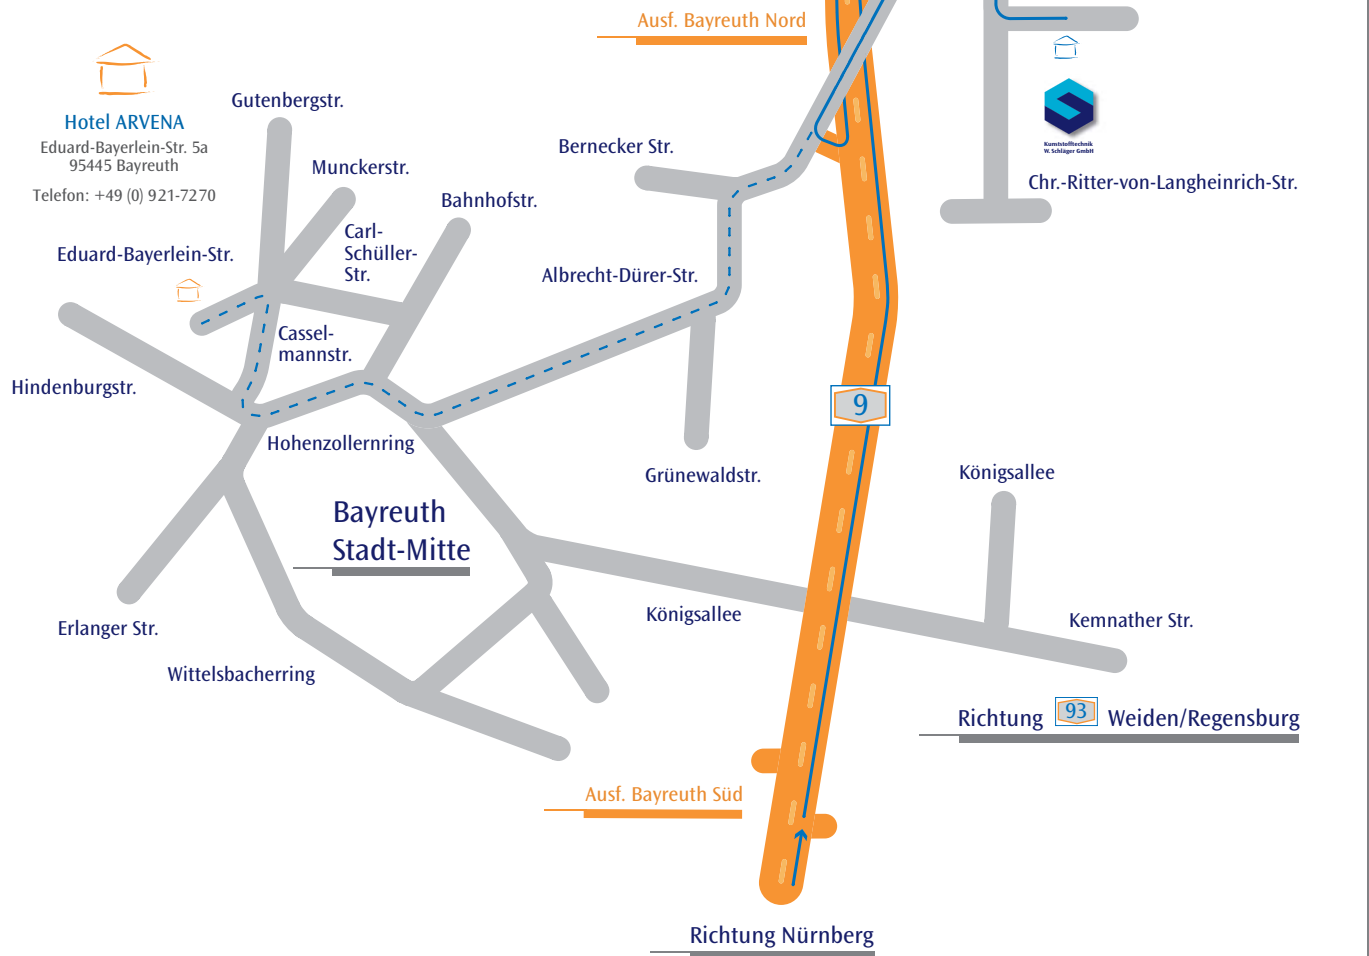 Ausf. Bayreuth Nord
Hotel ARVENA
Eduard-Bayerlein-Str. 5a
95445 Bayreuth
Telefon: +49 (0) 921-7270
Gutenbergstr.
Munckerstr.
Bahnhofstr.
Carl-
Schüller-
Str.
Eduard-Bayerlein-Str.
Bernecker Str.
Kunststofftechnik
W. Schläger GmbH
Chr.-Ritter-von-Langheinrich-Str.
Albrecht-Dürer-Str.
Cassel-
mannstr.
Hindenburgstr.
9
Hohenzollernring
Grünewaldstr.
Königsallee
Bayreuth
Stadt-Mitte
Erlanger Str.
Königsallee
Kemnather Str.
Wittelsbacherring
Richtung 93 Weiden/Regensburg
Ausf. Bayreuth Süd
Richtung Nürnberg